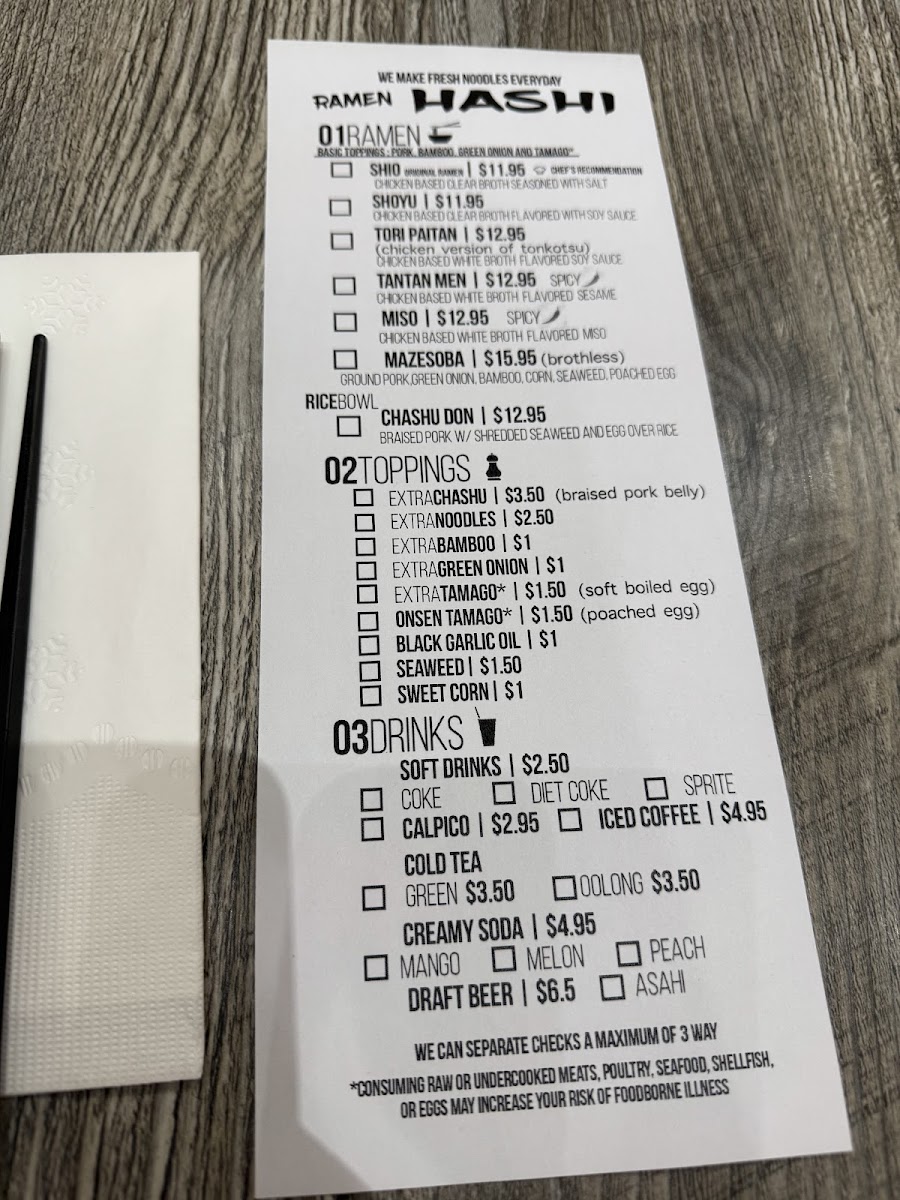 WE MAKE FRESH NOODLES EVERYDAY
RAMEN HASHI
01RAMEN
BASIC TOPPINGS : PORK, BAMBOO, GREEN ONION AND TAMAGO*
SHIO ORIGINAL RAMEN | $11.95 CHEF'S RECOMMENDATION
CHICKEN BASED CLEAR BROTH SEASONED WITH SALT
SHOYU | $11.95
CHICKEN BASED CLEAR BROTH FLAVORED WITH SOY SAUCE
TORI PAITAN | $12.95
(chicken version of tonkotsu)
CHICKEN BASED WHITE BROTH FLAVORED SOY SAUCE
TANTAN MEN | $12.95 SPICY
CHICKEN BASED WHITE BROTH FLAVORED SESAME
MISO | $12.95 SPICY
CHICKEN BASED WHITE BROTH FLAVORED MISO
MAZESOBA | $15.95 (brothless)
GROUND PORK,GREEN ONION, BAMBOO, CORN, SEAWEED, POACHED EGG
RICEBOWL
CHASHU DON | $12.95
BRAISED PORK W/ SHREDDED SEAWEED AND EGG OVER RICE
02TOPPINGS
EXTRACHASHU | $3.50 (braised pork belly)
EXTRANOODLES | $2.50
EXTRABAMBOO | $1
EXTRAGREEN ONION | $1
EXTRATAMAGO* | $1.50 (soft boiled egg)
ONSEN TAMAGO* | $1.50 (poached egg)
BLACK GARLIC OIL | $1
SEAWEED | $1.50
SWEET CORN | $1
03DRINKS
SOFT DRINKS | $2.50
COKE DIET COKE SPRITE
CALPICO | $2.95 ICED COFFEE | $4.95
COLD TEA
GREEN $3.50 OOLONG $3.50
CREAMY SODA | $4.95
MANGO MELON PEACH
DRAFT BEER | $6.5 ASAHI
WE CAN SEPARATE CHECKS A MAXIMUM OF 3 WAY
*CONSUMING RAW OR UNDERCOOKED MEATS, POULTRY, SEAFOOD, SHELLFISH,
OR EGGS MAY INCREASE YOUR RISK OF FOODBORNE ILLNESS